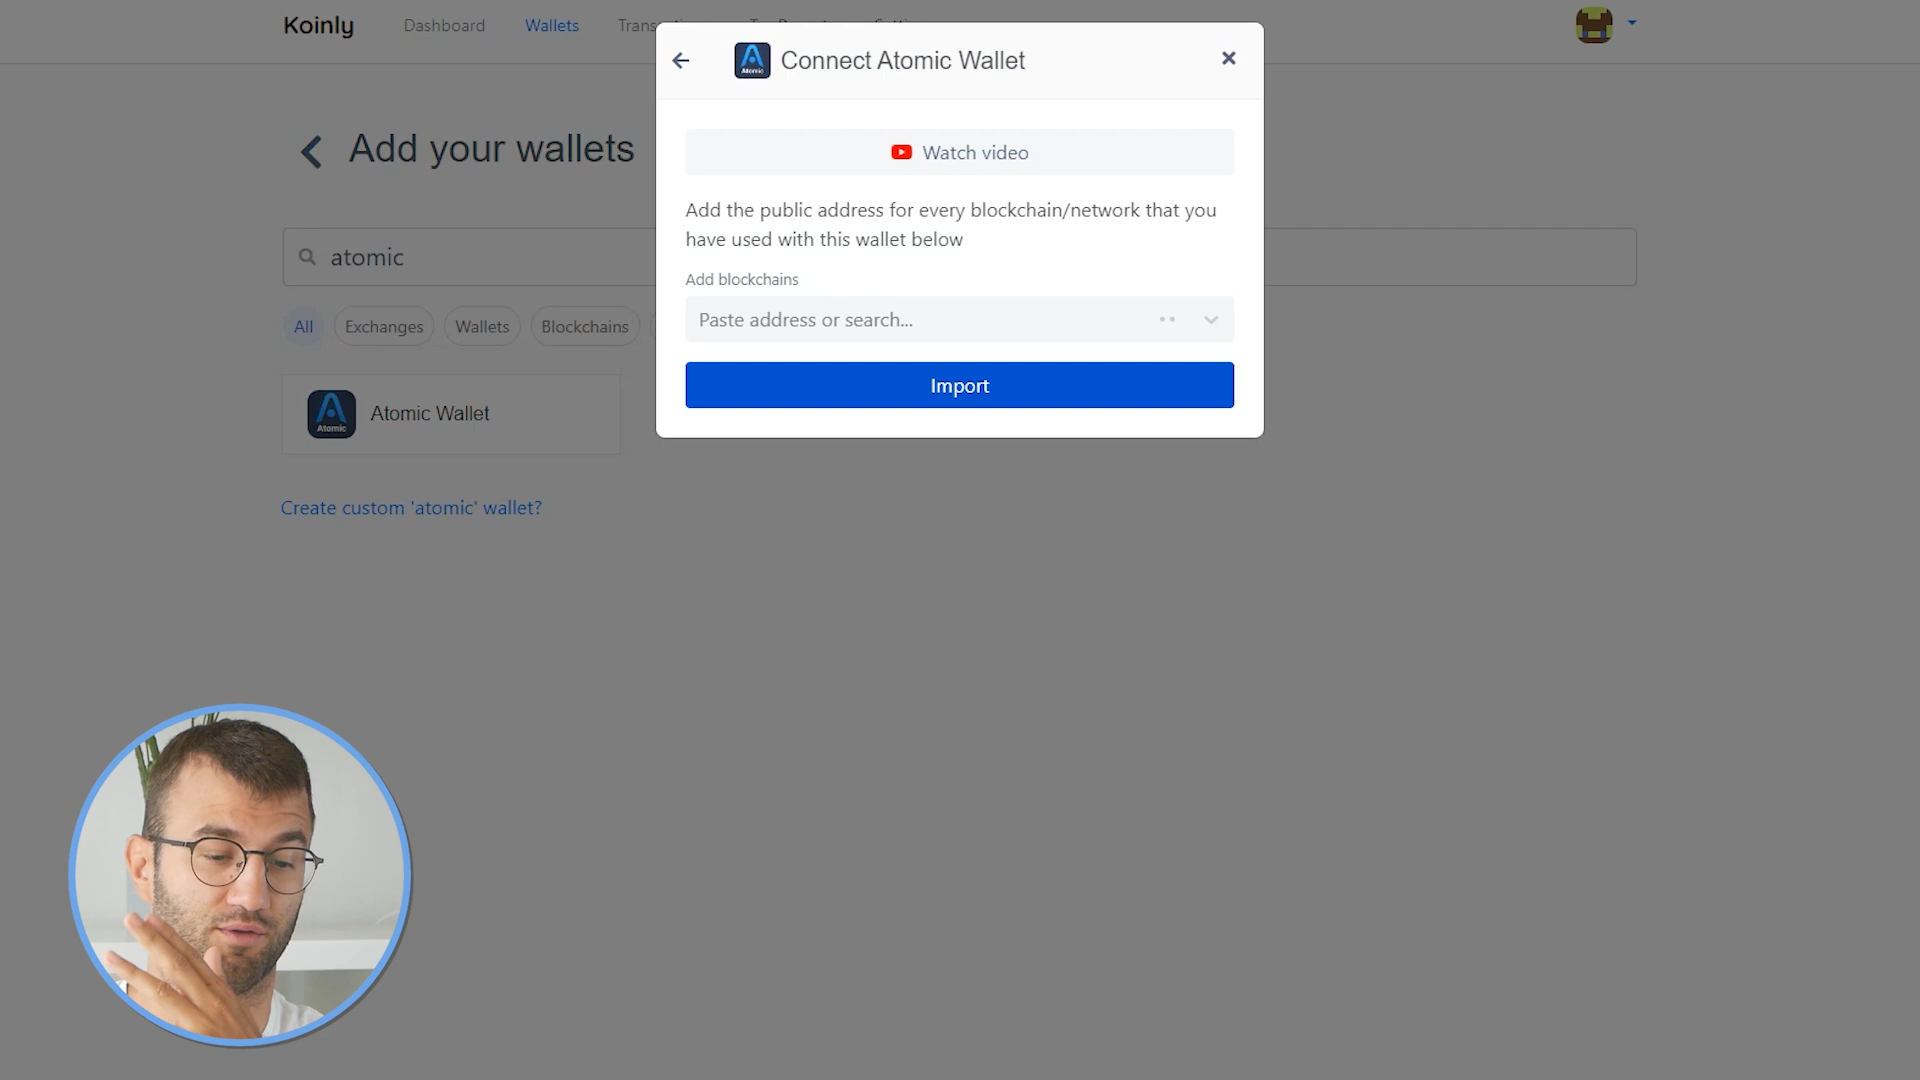 Koinly
Dashboard
Wallets
Connect Atomic Wallet
Watch video
Add the public address for every blockchain/network that you
have used with this wallet below
Add blockchains
Paste address or search...
Import
Add your wallets
atomic
All
Exchanges
Wallets
Blockchains
Atomic
Atomic Wallet
Create custom 'atomic' wallet?